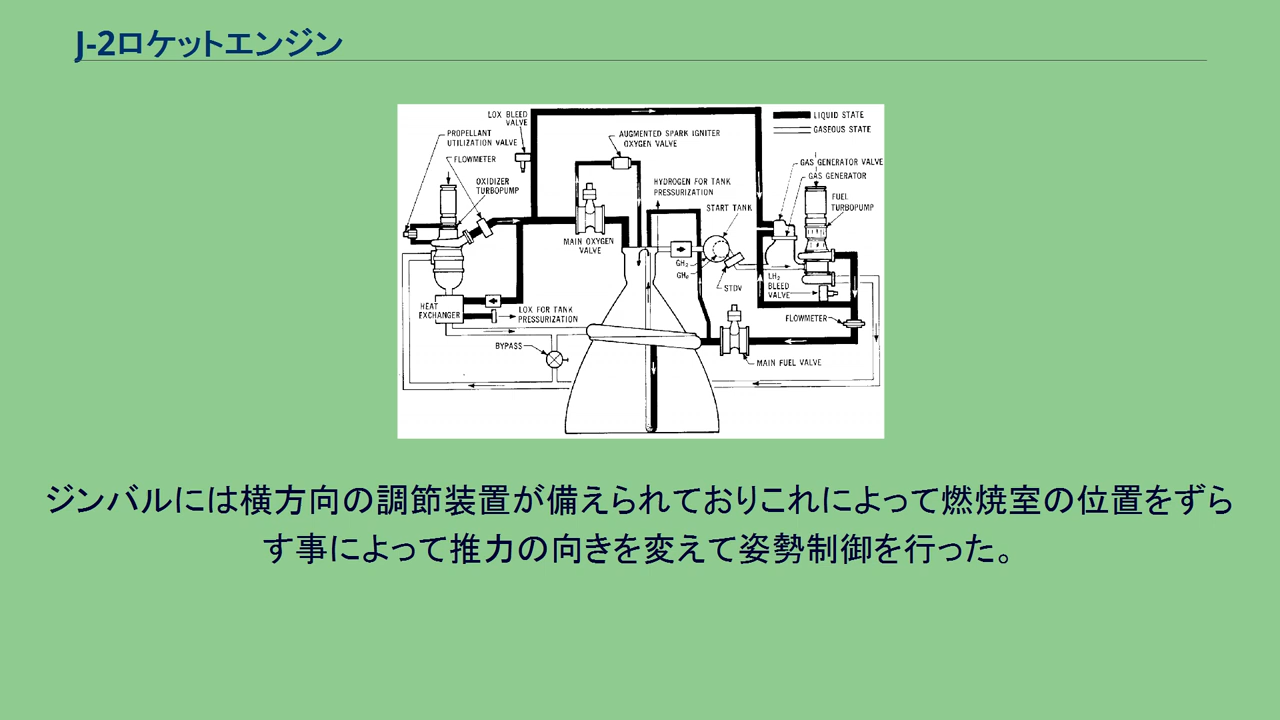 J-2ロケットエンジン
LOX BLEED
VALVE
PROPELLANT
UTILIZATION VALVE
FLOWMETER
OXIDIZER
TURBOPUMP
AUGMENTED SPARK IGNITER
OXYGEN VALVE
LIQUID STATE
GASEOUS STATE
GAS GENERATOR VALVE
GAS GENERATOR
FUEL
TURBOPUMP
HYDROGEN FOR TANK
PRESSURIZATION
START TANK
MAIN OXYGEN
VALVE
GH₂
GHₑ
STDV
LH₂
BLEED
VALVE
HEAT
EXCHANGER
LOX FOR TANK
PRESSURIZATION
FLOWMETER
BYPASS
MAIN FUEL VALVE
ジンバルには横方向の調節装置が備えられておりこれによって燃焼室の位置をずら
す事によって推力の向きを変えて姿勢制御を行った。